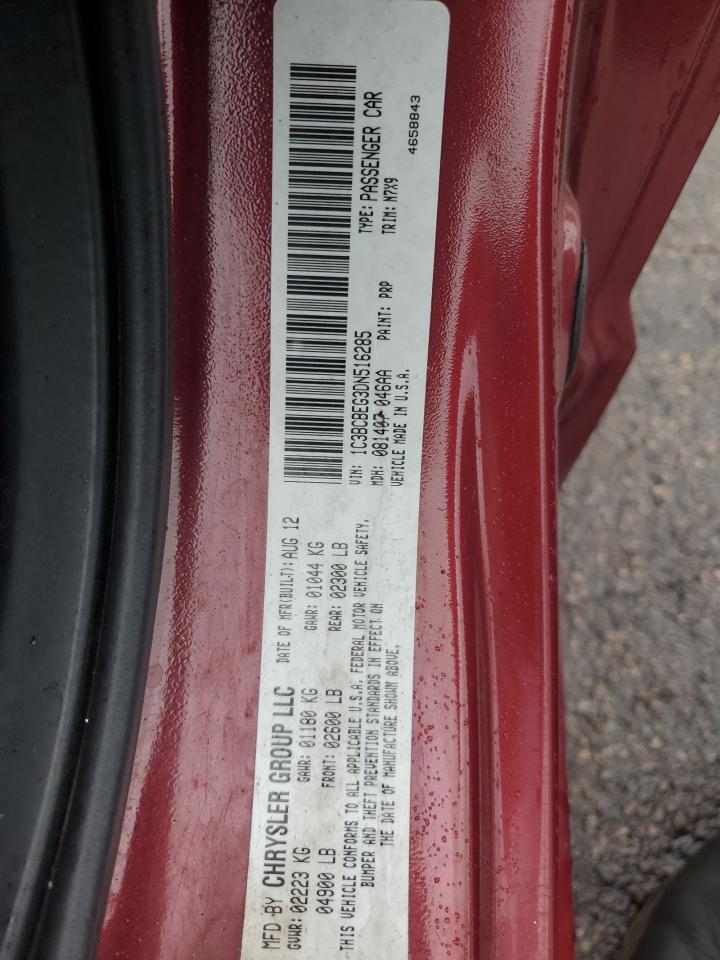 MFD BY CHRYSLER GROUP LLC DATE OF MFR(BUILT): AUG 12
GVWR: 02223 KG GAWR: 01180 KG GAWR: 01044 KG
04900 LB FRONT: 02600 LB REAR: 02300 LB
THIS VEHICLE CONFORMS TO ALL APPLICABLE U.S.A. FEDERAL MOTOR VEHICLE SAFETY,
BUMPER AND THEFT PREVENTION STANDARDS IN EFFECT ON
THE DATE OF MANUFACTURE SHOWN ABOVE.
VIN: 1C3BCBEG3DN516285 TYPE: PASSENGER CAR
MDH: 081407 046AA PAINT: PRP TRIM: M7X9
VEHICLE MADE IN U.S.A. 4658843